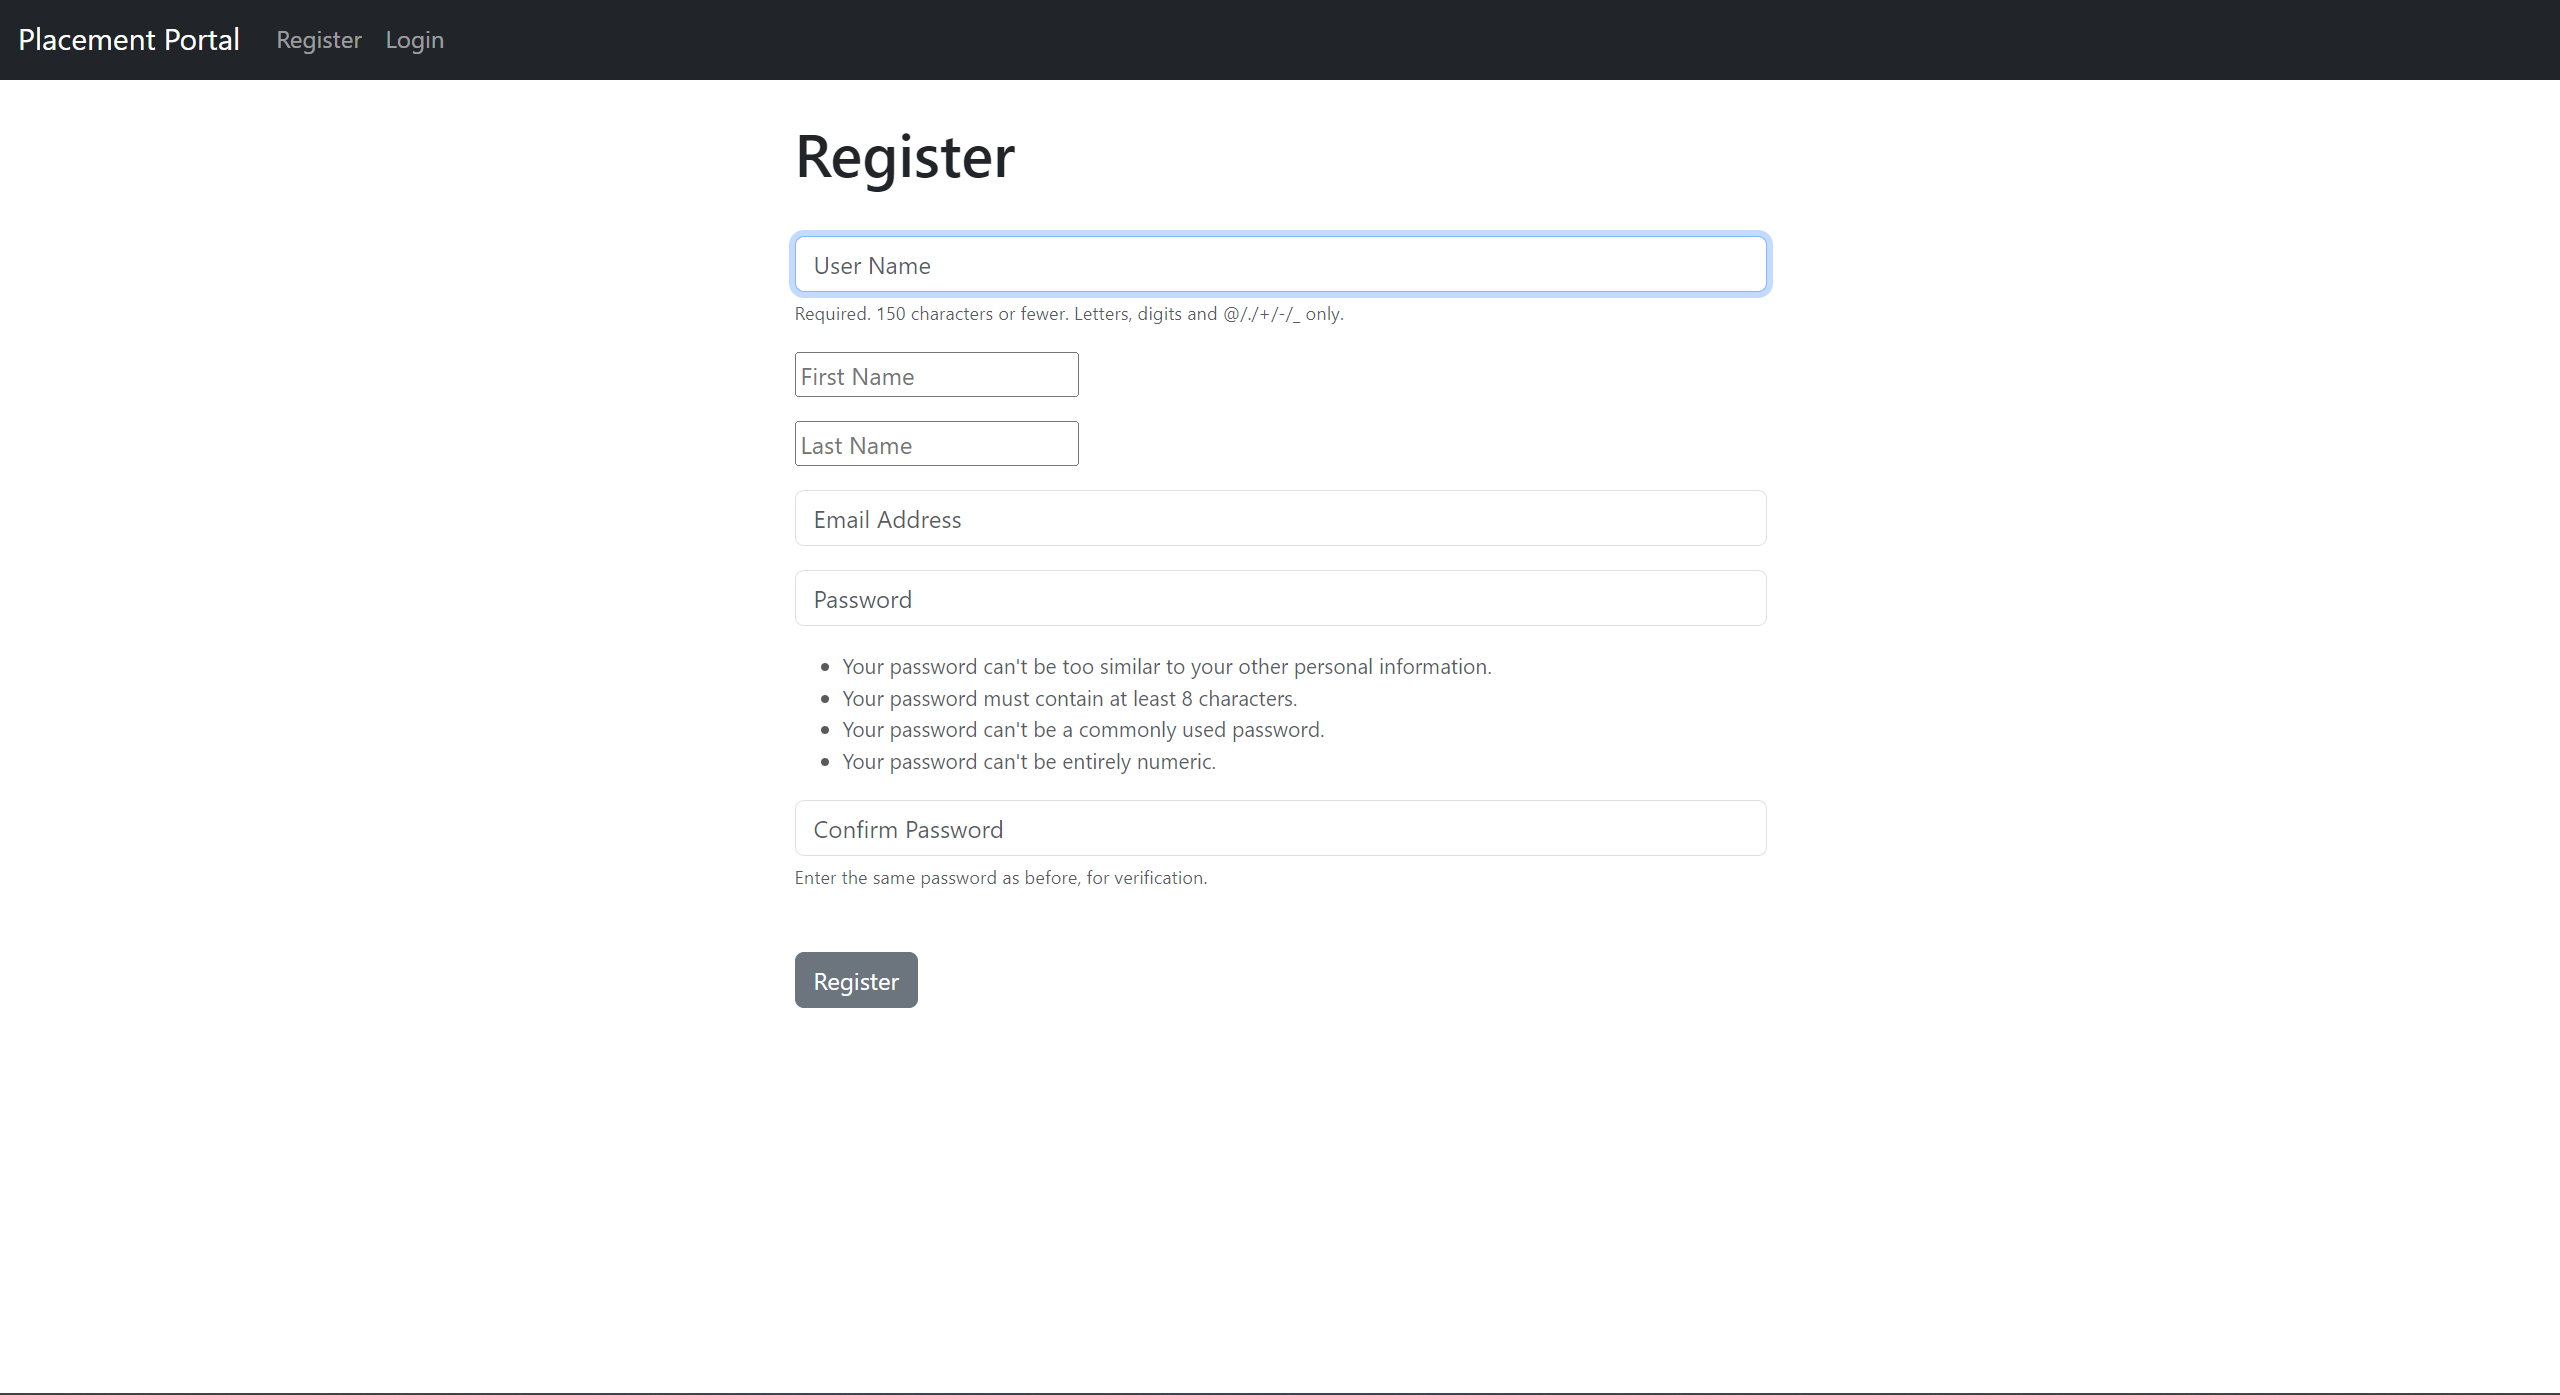 Placement Portal Register Login
Register
User Name
Required. 150 characters or fewer. Letters, digits and @/./+/-/_ only.
First Name
Last Name
Email Address
Password
Your password can't be too similar to your other personal information.
Your password must contain at least 8 characters.
Your password can't be a commonly used password.
Your password can't be entirely numeric.
Confirm Password
Enter the same password as before, for verification.
Register